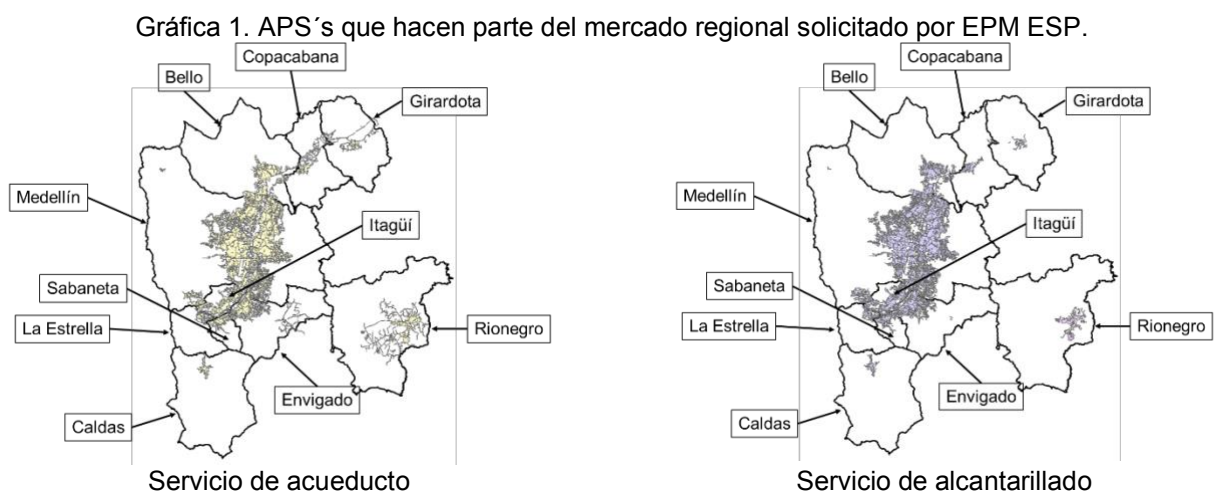 Gráfica 1. APS´s que hacen parte del mercado regional solicitado por EPM ESP.
Copacabana
Bello
Girardota
Medellín
Itagüí
Sabaneta
La Estrella
Rionegro
Envigado
Caldas
Servicio de acueducto
Copacabana
Bello
Girardota
Medellín
Itagüí
Sabaneta
La Estrella
Rionegro
Envigado
Caldas
Servicio de alcantarillado